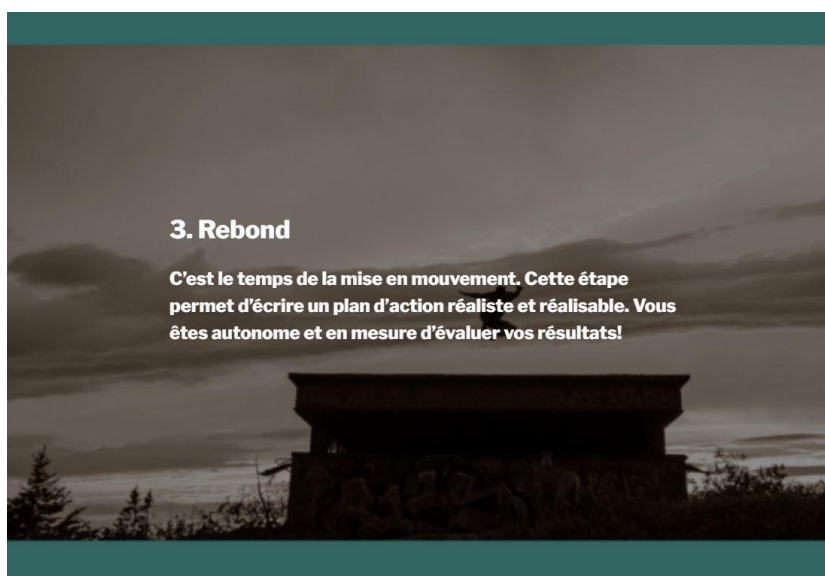 3. Rebond
C’est le temps de la mise en mouvement. Cette étape
permet d’écrire un plan d’action réaliste et réalisable. Vous
êtes autonome et en mesure d’évaluer vos résultats!